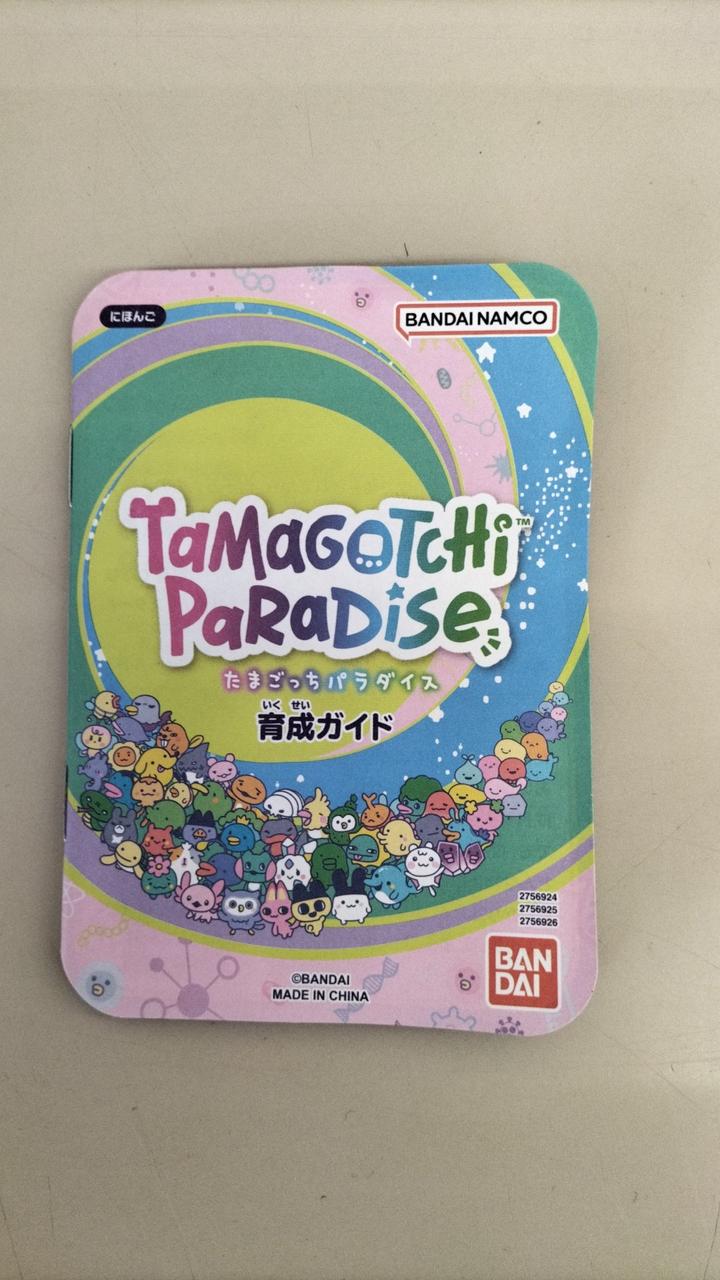 にほんご
BANDAI NAMCO
TaMaGOTCHi™
PaRaDiSe
たまごっちパラダイス
いくせい
育成ガイド
2756924
2756925
2756926
©BANDAI
MADE IN CHINA
BAN
DAI